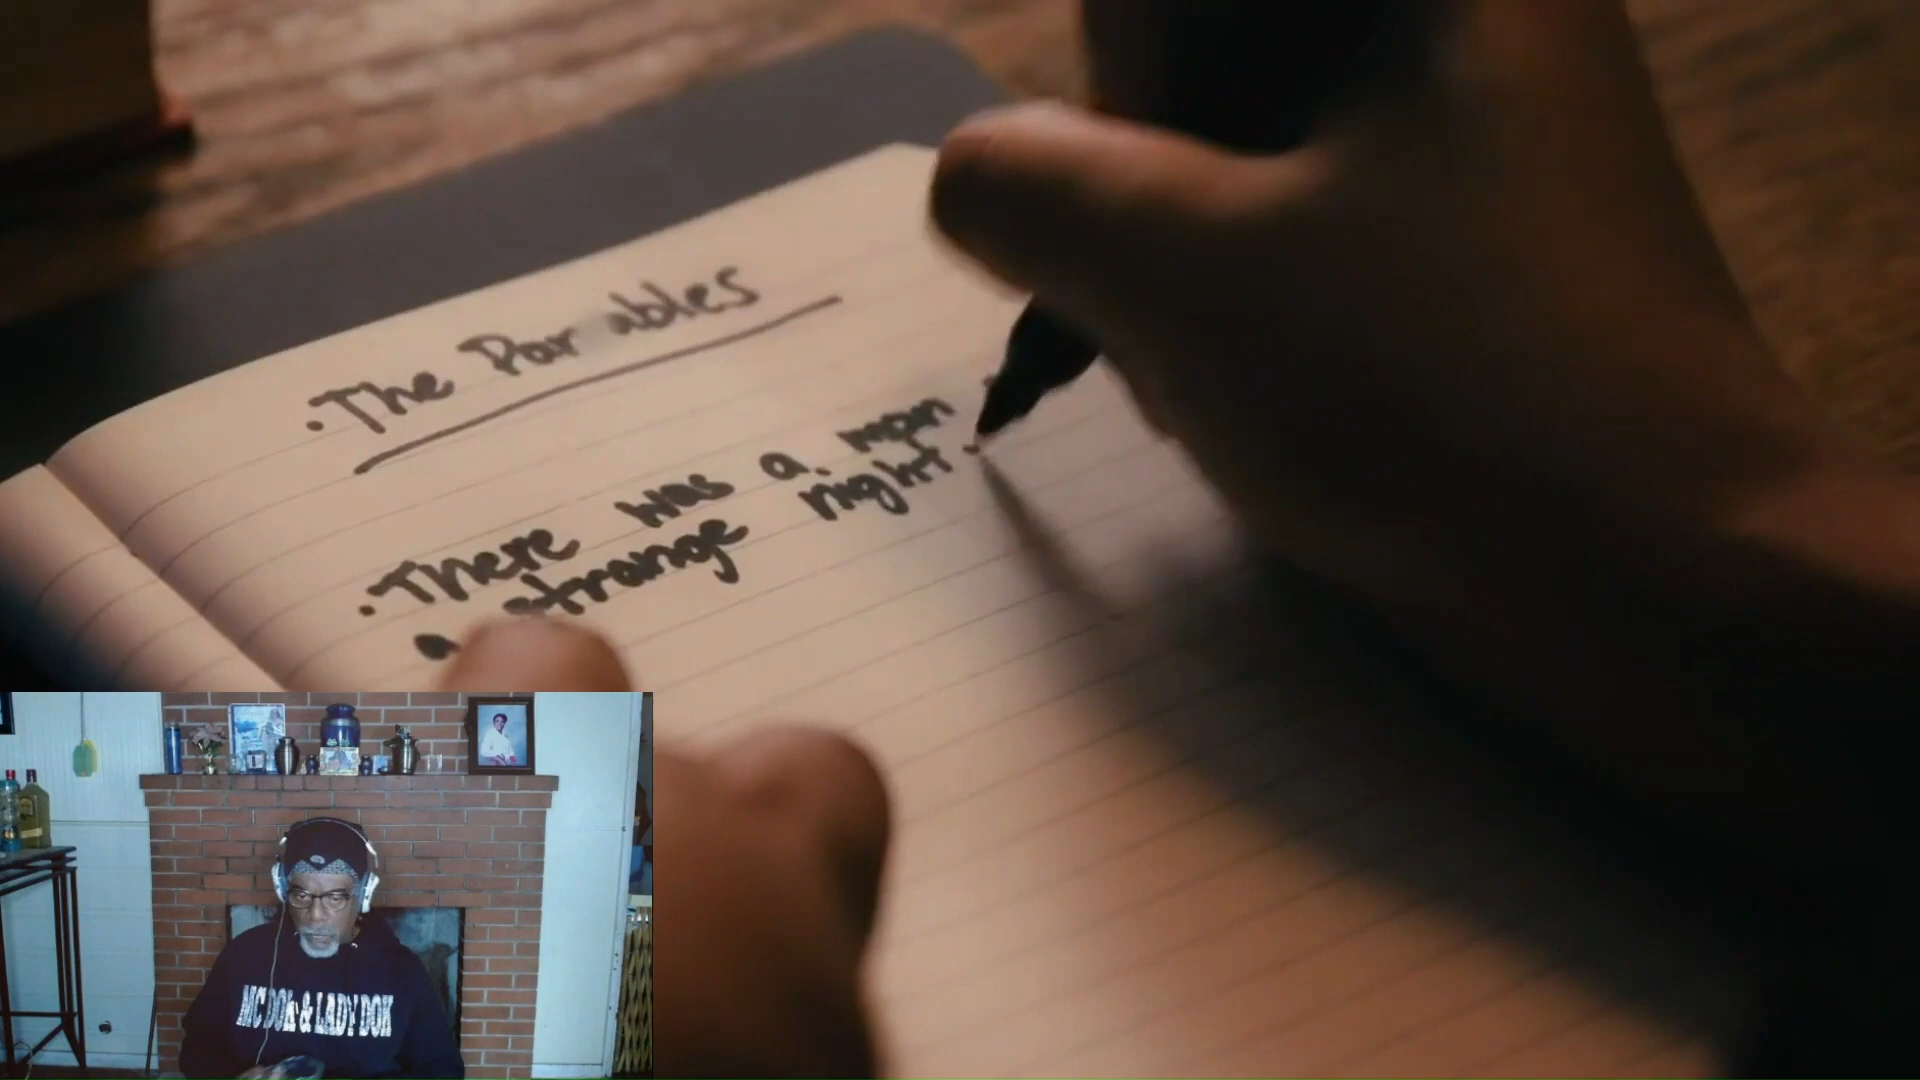 •The Parables
•There was a man
a strange night.
MC DOK & LADY DOK